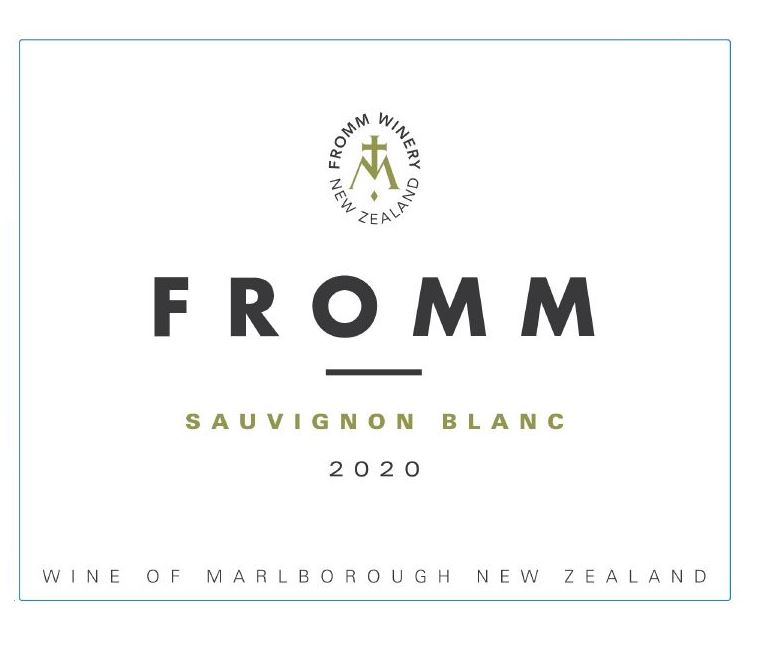 FROMM WINERY
NEW ZEALAND
FROMM
SAUVIGNON BLANC
2020
WINE OF MARLBOROUGH NEW ZEALAND